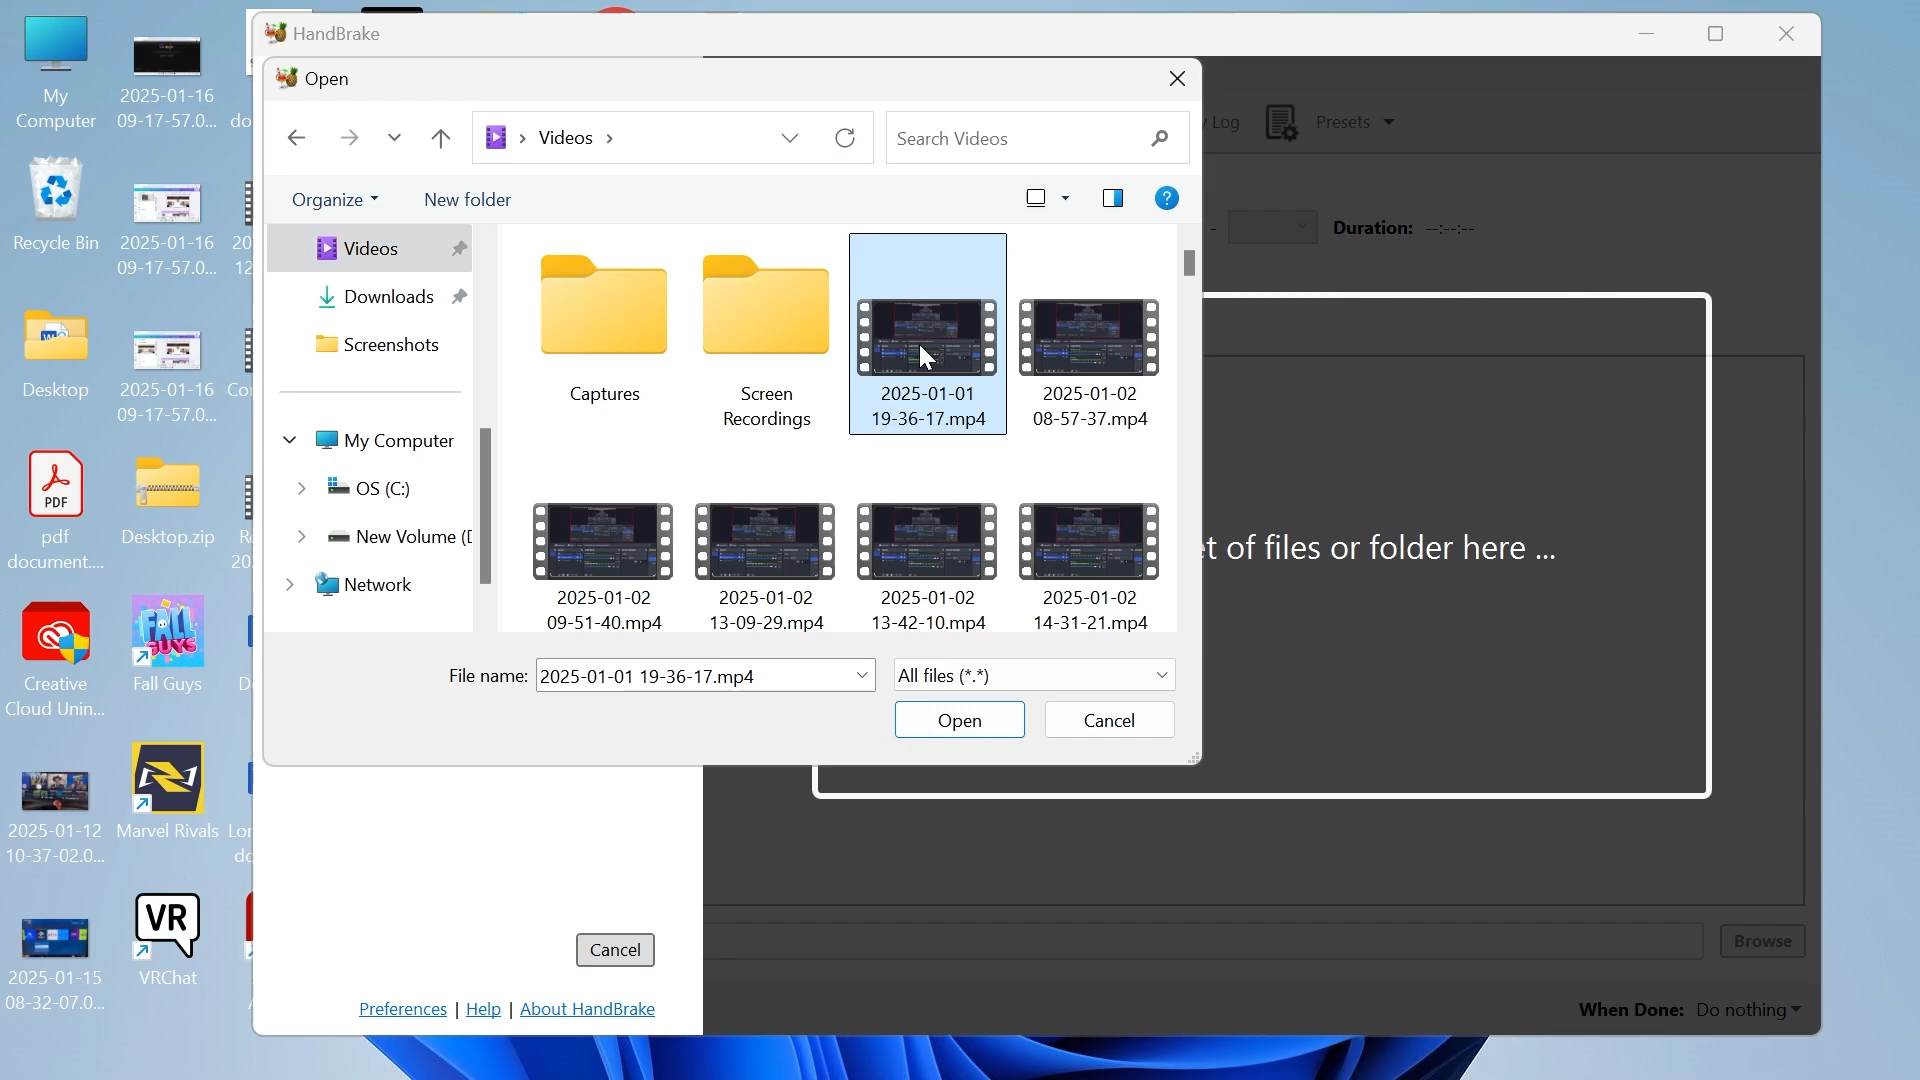 My
Computer
2025-01-16
09-17-57.0...
Recycle Bin
2025-01-16
09-17-57.0...
Desktop
2025-01-16
09-17-57.0...
PDF
pdf
document....
Desktop.zip
Creative
Cloud Unin...
Fall Guys
2025-01-12
10-37-02.0...
Marvel Rivals
2025-01-15
08-32-07.0...
VR
VRChat
HandBrake
Open
Videos
Search Videos
Organize
New folder
Videos
Downloads
Screenshots
My Computer
OS (C:)
New Volume (
Network
Captures
Screen
Recordings
2025-01-01
19-36-17.mp4
2025-01-02
08-57-37.mp4
2025-01-02
09-51-40.mp4
2025-01-02
13-09-29.mp4
2025-01-02
13-42-10.mp4
2025-01-02
14-31-21.mp4
File name: 2025-01-01 19-36-17.mp4
All files (*.*)
Open
Cancel
Log
Presets
Duration: --:--:--
of files or folder here ...
Cancel
Preferences | Help | About HandBrake
Browse
When Done: Do nothing